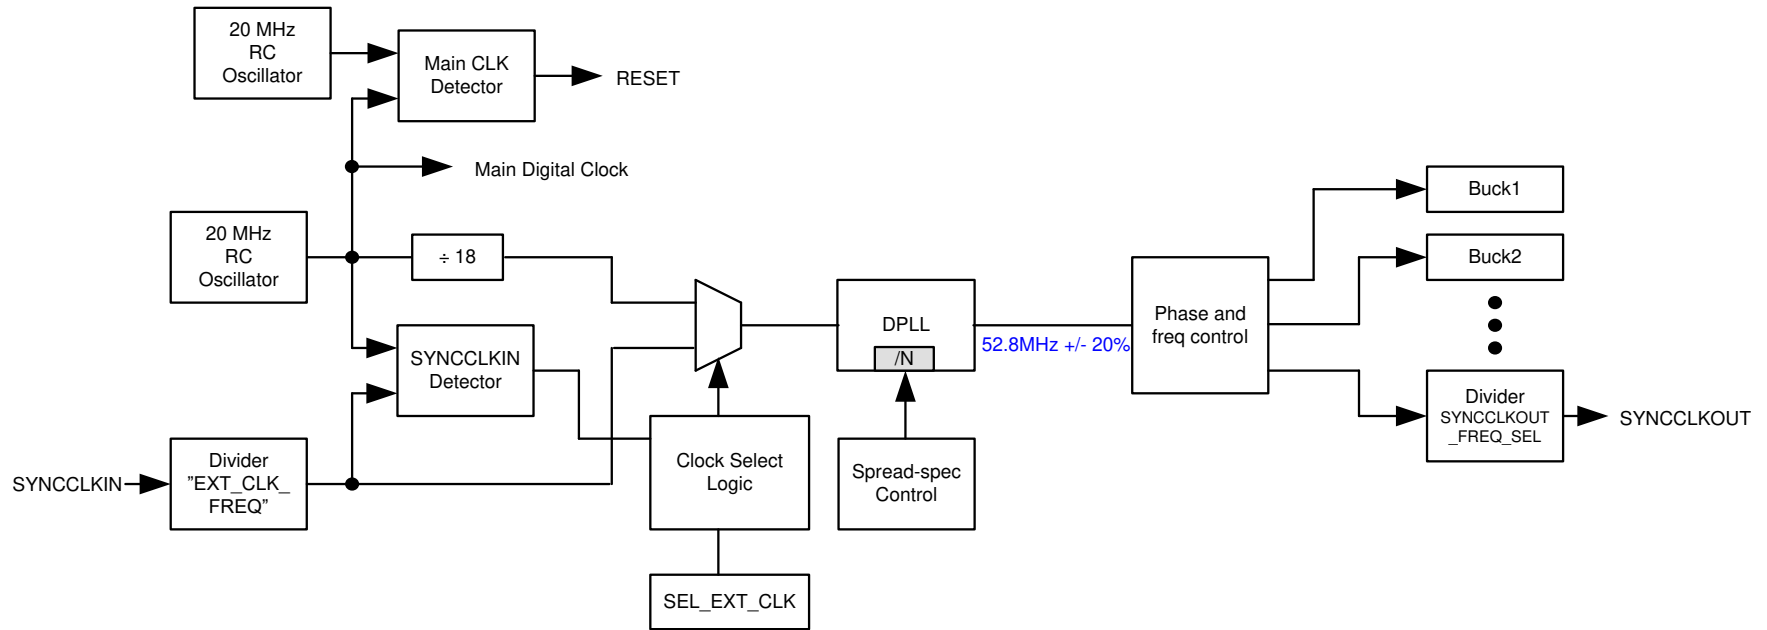 20 MHz
RC
Oscillator
Main CLK
Detector
RESET
Main Digital Clock
20 MHz
RC
Oscillator
÷ 18
Buck1
Buck2
SYNCCLKIN
Detector
DPLL
/N
52.8MHz +/- 20%
Phase and
freq control
Divider
SYNCCLKOUT
_FREQ_SEL
SYNCCLKOUT
SYNCCLKIN
Divider
”EXT_CLK_
FREQ”
Clock Select
Logic
Spread-spec
Control
SEL_EXT_CLK